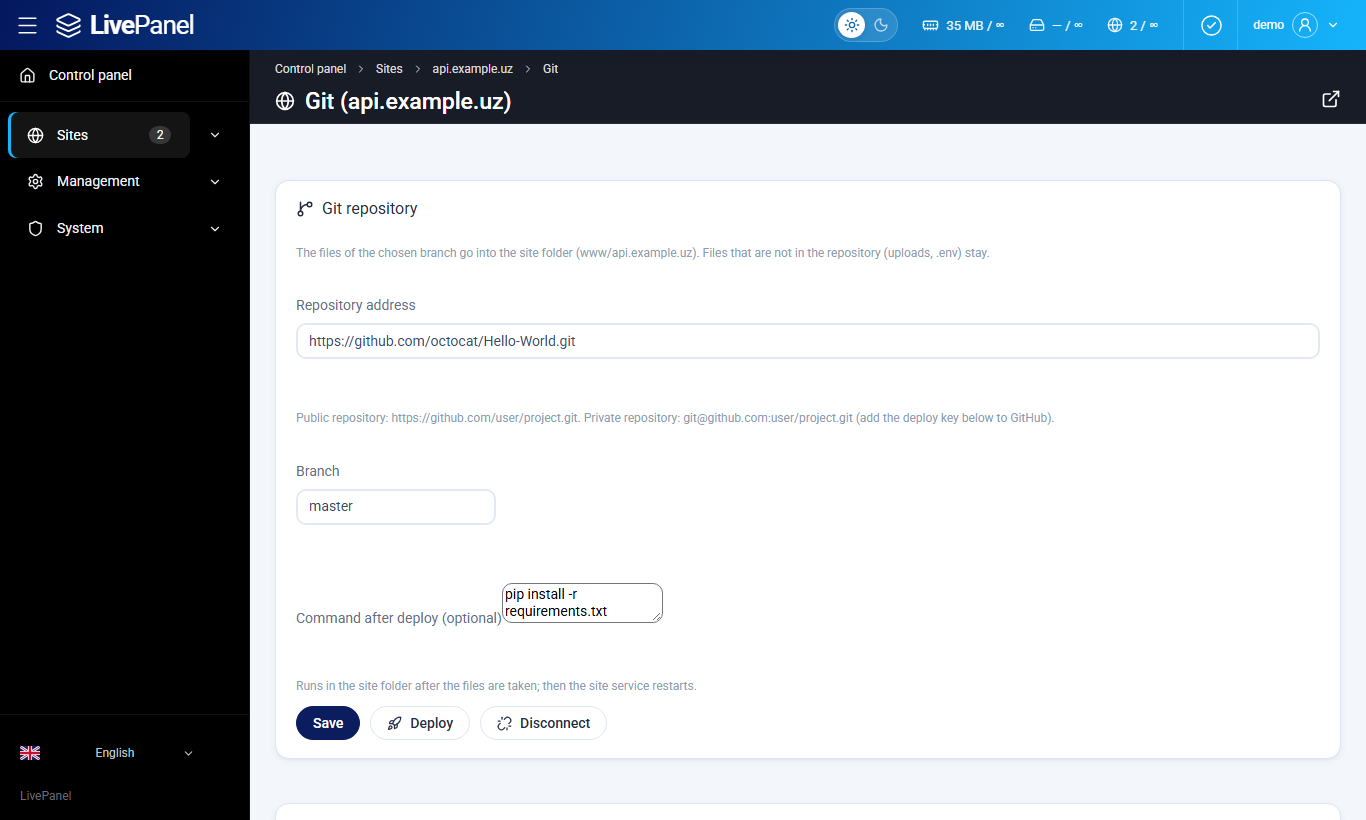 LivePanel
35 MB / ∞
— / ∞
2 / ∞
demo
Control panel
Sites
2
Management
System
English
LivePanel
Control panel > Sites > api.example.uz > Git
Git (api.example.uz)
Git repository
The files of the chosen branch go into the site folder (www/api.example.uz). Files that are not in the repository (uploads, .env) stay.
Repository address
https://github.com/octocat/Hello-World.git
Public repository: https://github.com/user/project.git. Private repository: git@github.com:user/project.git (add the deploy key below to GitHub).
Branch
master
Command after deploy (optional)
pip install -r
requirements.txt
Runs in the site folder after the files are taken; then the site service restarts.
Save
Deploy
Disconnect